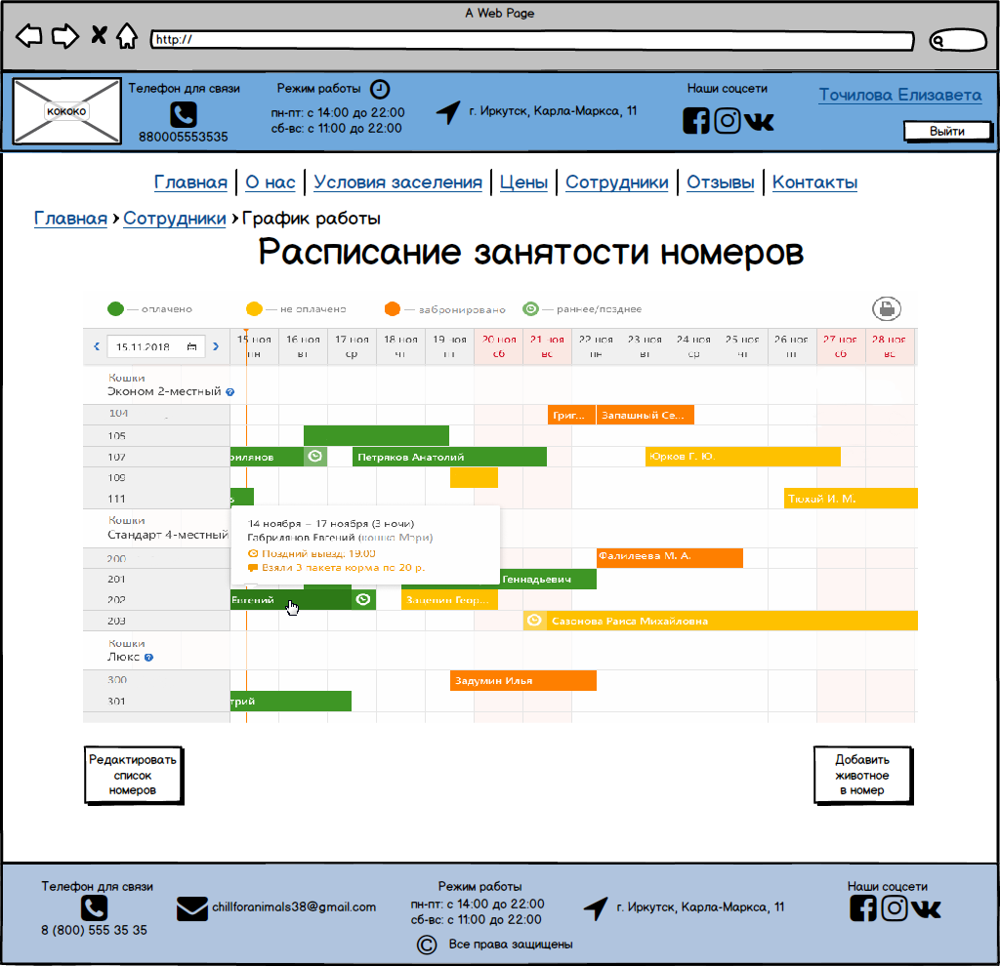 A Web Page
http://
кококо
Телефон для связи
880005553535
Режим работы
пн-пт: с 14:00 до 22:00
сб-вс: с 11:00 до 22:00
г. Иркутск, Карла-Маркса, 11
Наши соцсети
Точилова Елизавета
Выйти
Главная О нас Условия заселения Цены Сотрудники Отзывы Контакты
Главная > Сотрудники > График работы
Расписание занятости номеров
— оплачено — не оплачено — забронировано — раннее/позднее
15.11.2018
15 ноя 16 ноя 17 ноя 18 ноя 19 ноя 20 ноя 21 ноя 22 ноя 23 ноя 24 ноя 25 ноя 26 ноя 27 ноя 28 ноя
пн вт ср чт пт сб вс пн вт ср чт пт сб вс
Кошки
Эконом 2-местный ?
104 Григ... Запашный Се...
105
107 рилянов Петряков Анатолий Юрков Г. Ю.
109
111 Тюхай И. М.
Кошки
Стандарт 4-местный
14 ноября – 17 ноября (3 ночи)
Габрилянов Евгений (кошка Мэри)
Поздний выезд: 19:00
Взяли 3 пакета корма по 20 р.
200 Фалилеева М. А.
201 Геннадьевич
202 Евгений Зацепин Геор...
203 Сазонова Раиса Михайловна
Кошки
Люкс ?
300 Задумин Илья
301 трий
Редактировать
список
номеров
Добавить
животное
в номер
Телефон для связи
8 (800) 555 35 35
chillforanimals38@gmail.com
Режим работы
пн-пт: с 14:00 до 22:00
сб-вс: с 11:00 до 22:00
г. Иркутск, Карла-Маркса, 11
Наши соцсети
© Все права защищены